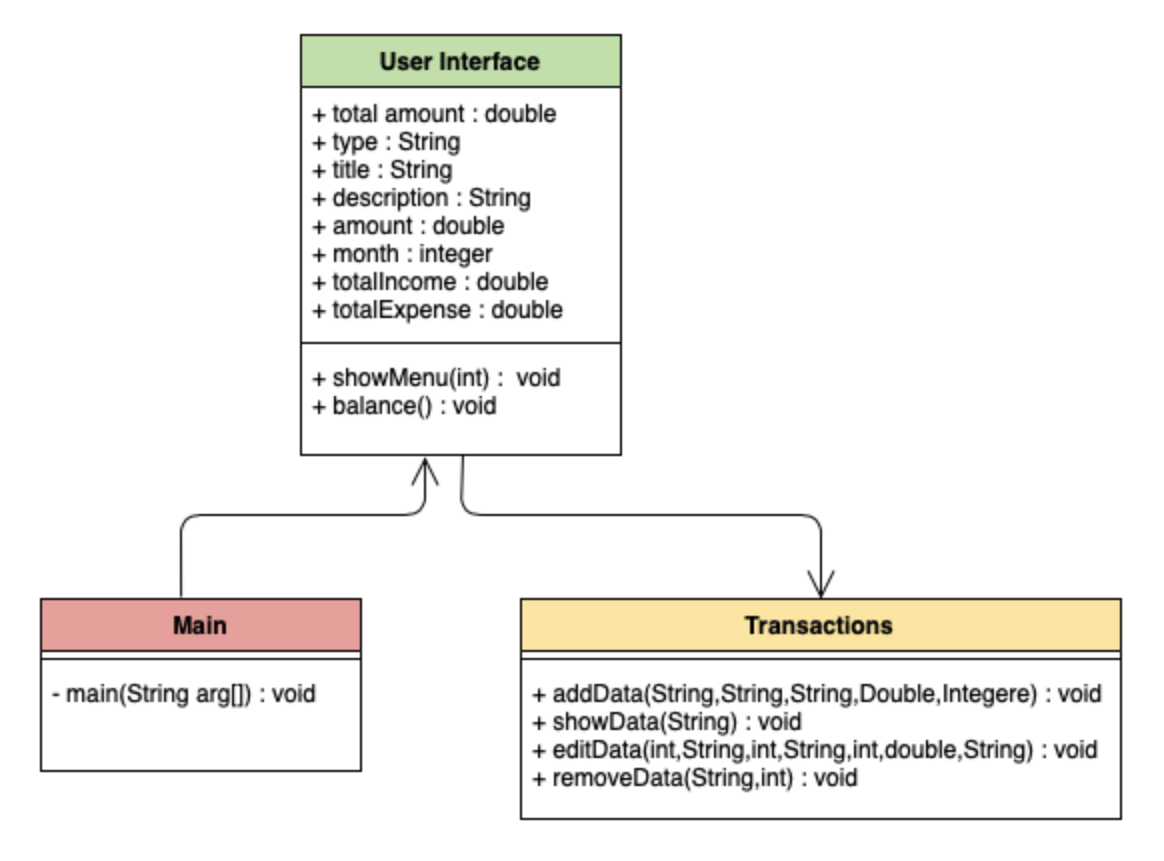 User Interface
+ total amount : double
+ type : String
+ title : String
+ description : String
+ amount : double
+ month : integer
+ totalIncome : double
+ totalExpense : double
+ showMenu(int) : void
+ balance() : void
Main
- main(String arg[]) : void
Transactions
+ addData(String,String,String,Double,Integere) : void
+ showData(String) : void
+ editData(int,String,int,String,int,double,String) : void
+ removeData(String,int) : void